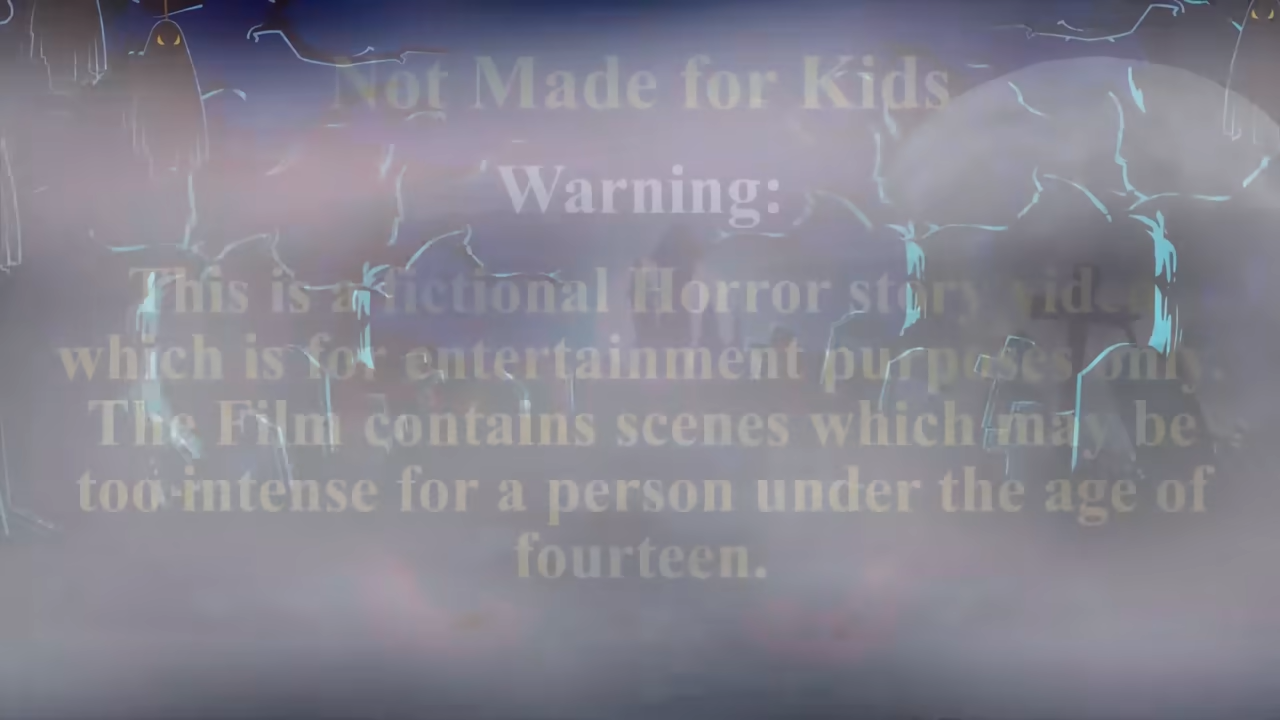 Not Made for Kids
Warning:
This is a fictional Horror story video
which is for entertainment purposes only.
The Film contains scenes which may be
too intense for a person under the age of
fourteen.